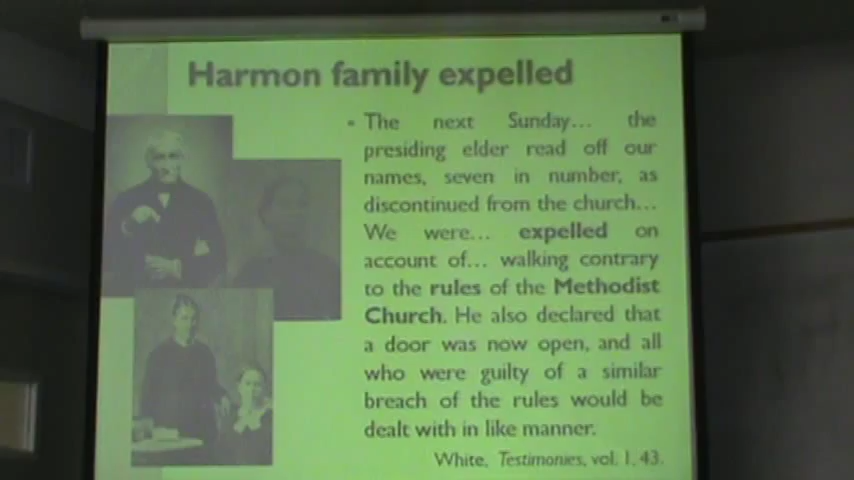 Harmon family expelled
• The next Sunday... the
presiding elder read off our
names, seven in number, as
discontinued from the church...
We were... expelled on
account of... walking contrary
to the rules of the Methodist
Church. He also declared that
a door was now open, and all
who were guilty of a similar
breach of the rules would be
dealt with in like manner.
White, Testimonies, vol. 1, 43.